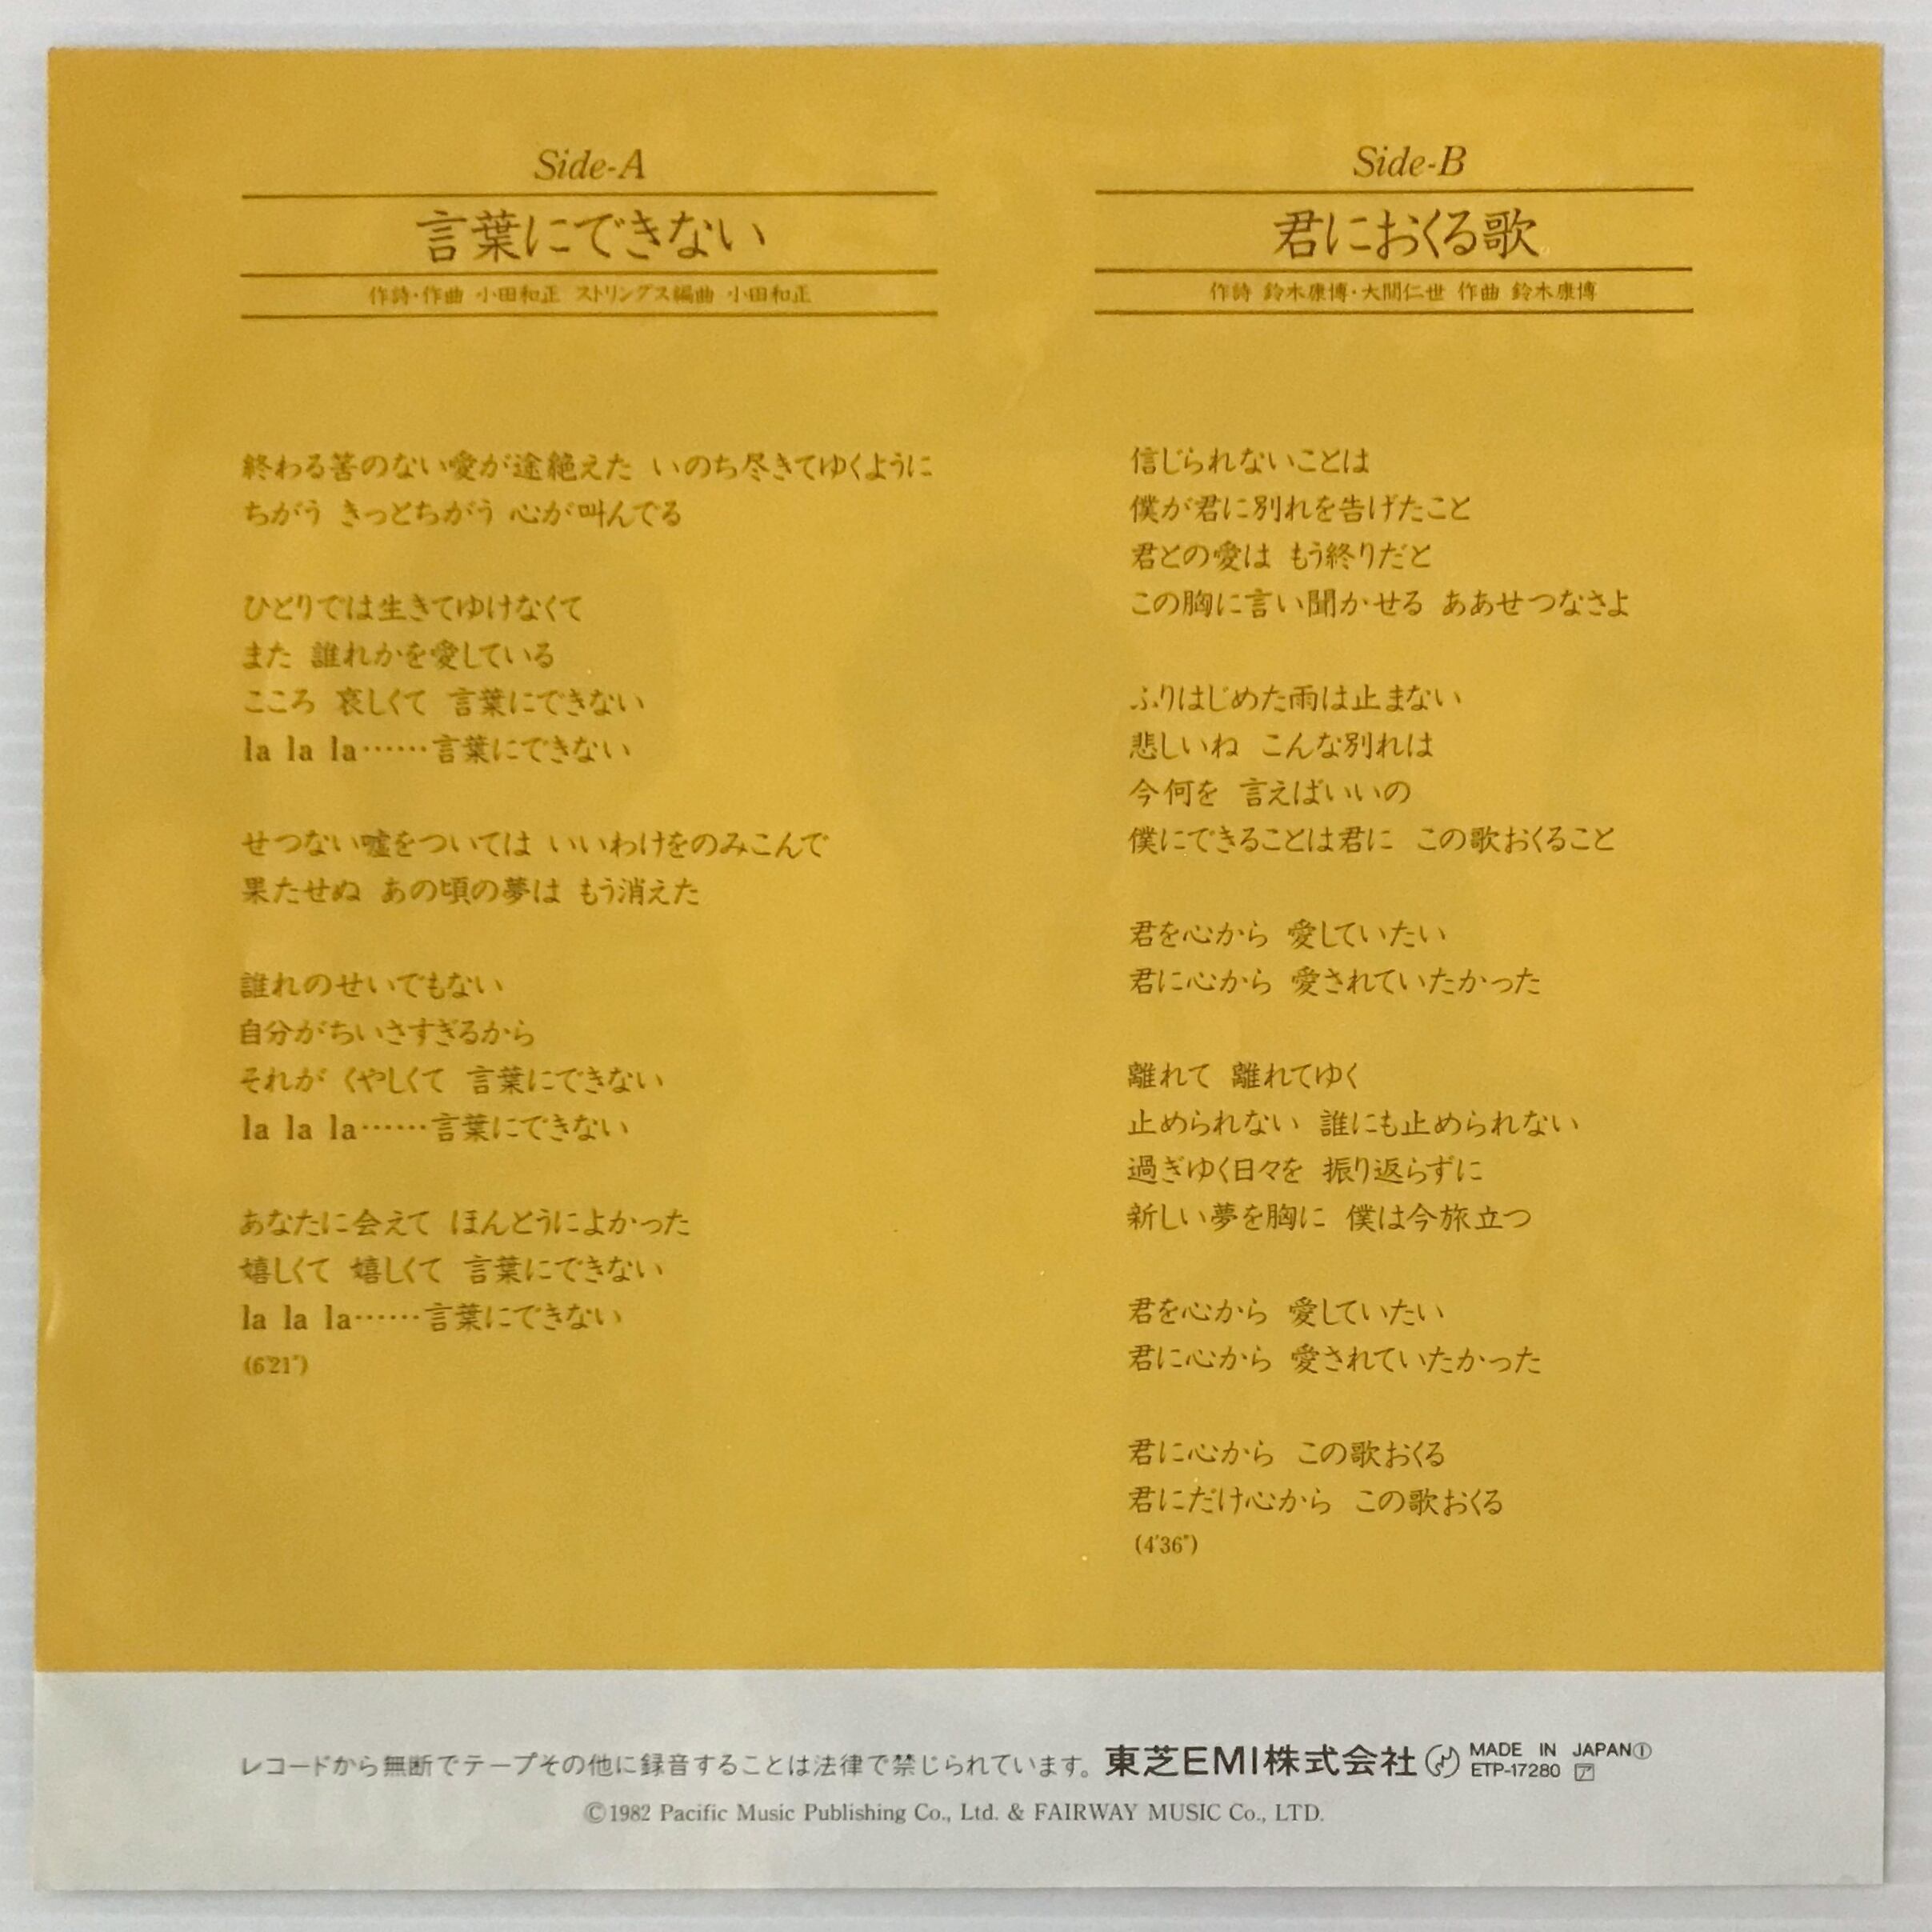 Side-A
言葉にできない
作詩・作曲 小田和正 ストリングス編曲 小田和正
終わる筈のない愛が途絶えた いのち尽きてゆくように
ちがう きっとちがう 心が叫んでる
ひとりでは生きてゆけなくて
また 誰れかを愛している
こころ 哀しくて 言葉にできない
la la la……言葉にできない
せつない嘘をついては いいわけをのみこんで
果たせぬ あの頃の夢は もう消えた
誰れのせいでもない
自分がちいさすぎるから
それが くやしくて 言葉にできない
la la la……言葉にできない
あなたに会えて ほんとうによかった
嬉しくて 嬉しくて 言葉にできない
la la la……言葉にできない
(6'21")
Side-B
君におくる歌
作詩 鈴木康博・大間仁世 作曲 鈴木康博
信じられないことは
僕が君に別れを告げたこと
君との愛は もう終りだと
この胸に言い聞かせる ああせつなさよ
ふりはじめた雨は止まない
悲しいね こんな別れは
今何を 言えばいいの
僕にできることは君に この歌おくること
君を心から 愛していたい
君に心から 愛されていたかった
離れて 離れてゆく
止められない 誰にも止められない
過ぎゆく日々を 振り返らずに
新しい夢を胸に 僕は今旅立つ
君を心から 愛していたい
君に心から 愛されていたかった
君に心から この歌おくる
君にだけ心から この歌おくる
(4'36")
レコードから無断でテープその他に録音することは法律で禁じられています。 東芝EMI株式会社 MADE IN JAPAN①
ETP-17280 ㋐
©1982 Pacific Music Publishing Co., Ltd. & FAIRWAY MUSIC Co., LTD.